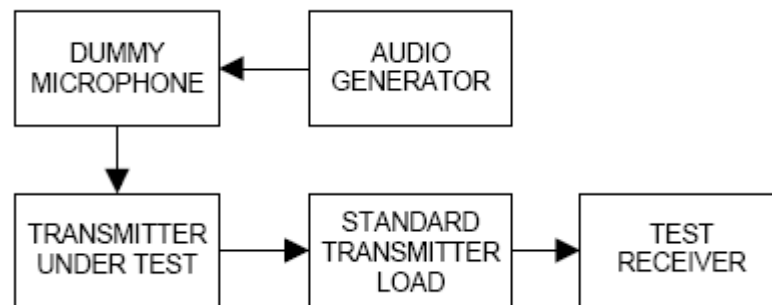 DUMMY
MICROPHONE
AUDIO
GENERATOR
TRANSMITTER
UNDER TEST
STANDARD
TRANSMITTER
LOAD
TEST
RECEIVER